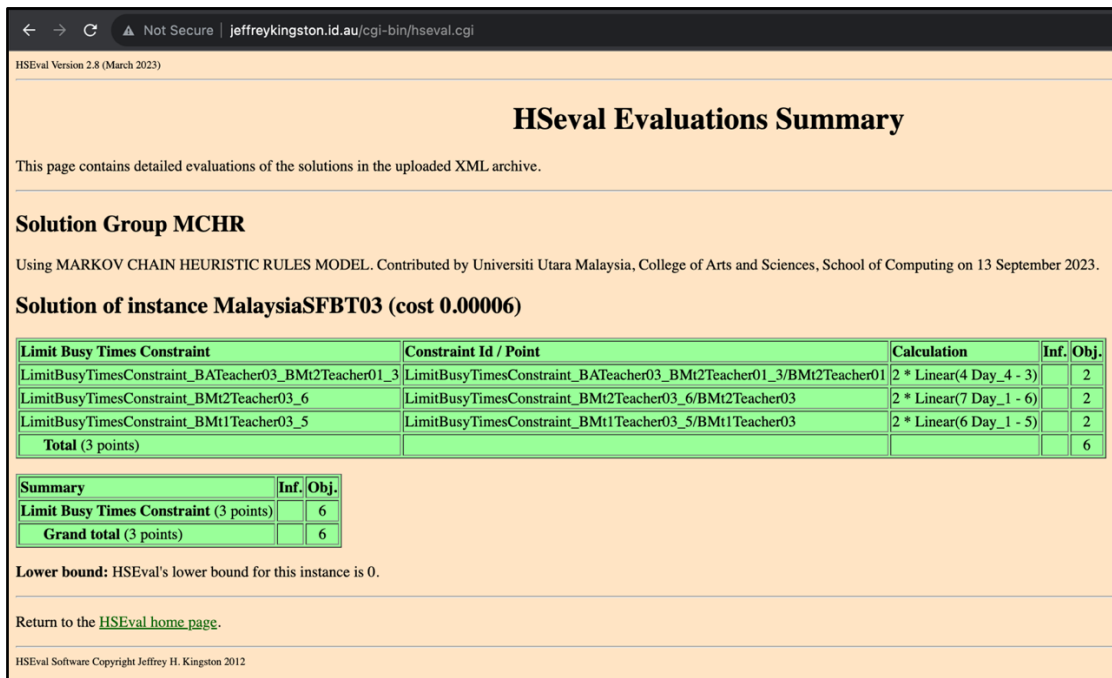 Not Secure | jeffreykingston.id.au/cgi-bin/hseval.cgi
HSEval Version 2.8 (March 2023)
HSeval Evaluations Summary
This page contains detailed evaluations of the solutions in the uploaded XML archive.
Solution Group MCHR
Using MARKOV CHAIN HEURISTIC RULES MODEL. Contributed by Universiti Utara Malaysia, College of Arts and Sciences, School of Computing on 13 September 2023.
Solution of instance MalaysiaSFBT03 (cost 0.00006)
Limit Busy Times Constraint Constraint Id / Point Calculation Inf. Obj.
LimitBusyTimesConstraint_BATeacher03_BMt2Teacher01_3 LimitBusyTimesConstraint_BATeacher03_BMt2Teacher01_3/BMt2Teacher01 2 * Linear(4 Day_4 - 3) 2
LimitBusyTimesConstraint_BMt2Teacher03_6 LimitBusyTimesConstraint_BMt2Teacher03_6/BMt2Teacher03 2 * Linear(7 Day_1 - 6) 2
LimitBusyTimesConstraint_BMt1Teacher03_5 LimitBusyTimesConstraint_BMt1Teacher03_5/BMt1Teacher03 2 * Linear(6 Day_1 - 5) 2
Total (3 points) 6
Summary Inf. Obj.
Limit Busy Times Constraint (3 points) 6
Grand total (3 points) 6
Lower bound: HSEval's lower bound for this instance is 0.
Return to the HSEval home page.
HSEval Software Copyright Jeffrey H. Kingston 2012